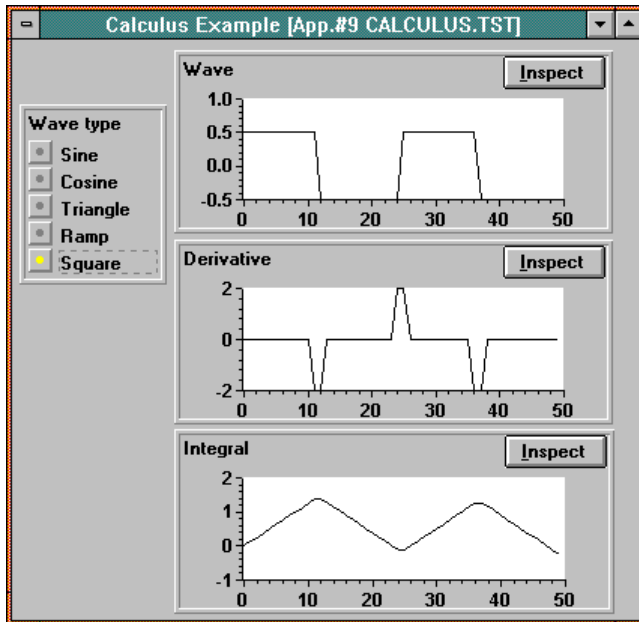 Calculus Example [App.#9 CALCULUS.TST]
Wave type
Sine
Cosine
Triangle
Ramp
Square
Wave
Inspect
1.0
0.5
0.0
-0.5
0 10 20 30 40 50
Derivative
Inspect
2
0
-2
0 10 20 30 40 50
Integral
Inspect
2
1
0
-1
0 10 20 30 40 50